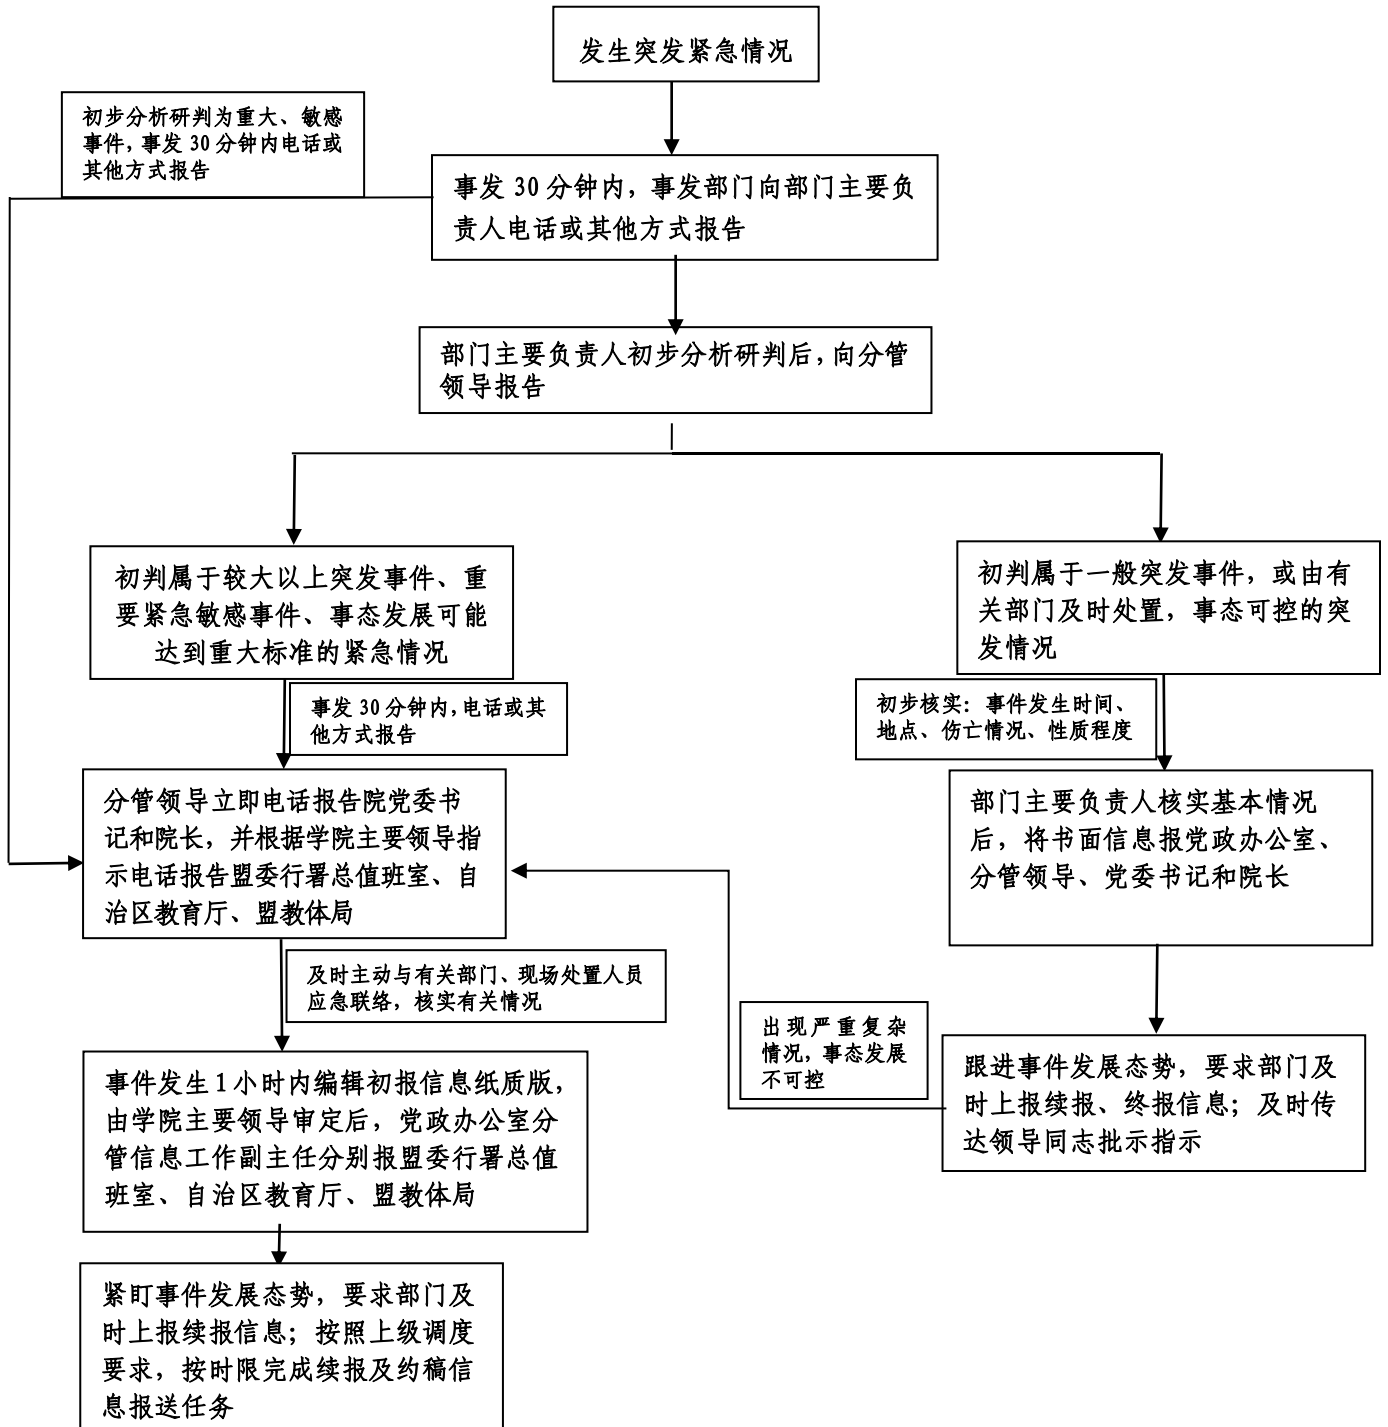 发生突发紧急情况
初步分析研判为重大、敏感
事件，事发 30 分钟内电话或
其他方式报告
事发 30 分钟内，事发部门向部门主要负
责人电话或其他方式报告
部门主要负责人初步分析研判后，向分管
领导报告
初判属于较大以上突发事件、重
要紧急敏感事件、事态发展可能
达到重大标准的紧急情况
初判属于一般突发事件，或由有
关部门及时处置，事态可控的突
发情况
事发 30 分钟内，电话或其
他方式报告
初步核实：事件发生时间、
地点、伤亡情况、性质程度
分管领导立即电话报告院党委书
记和院长，并根据学院主要领导指
示电话报告盟委行署总值班室、自
治区教育厅、盟教体局
部门主要负责人核实基本情况
后，将书面信息报党政办公室、
分管领导、党委书记和院长
及时主动与有关部门、现场处置人员
应急联络，核实有关情况
出现严重复杂
情况，事态发展
不可控
事件发生 1 小时内编辑初报信息纸质版，
由学院主要领导审定后，党政办公室分
管信息工作副主任分别报盟委行署总值
班室、自治区教育厅、盟教体局
跟进事件发展态势，要求部门及
时上报续报、终报信息；及时传
达领导同志批示指示
紧盯事件发展态势，要求部门及
时上报续报信息；按照上级调度
要求，按时限完成续报及约稿信
息报送任务